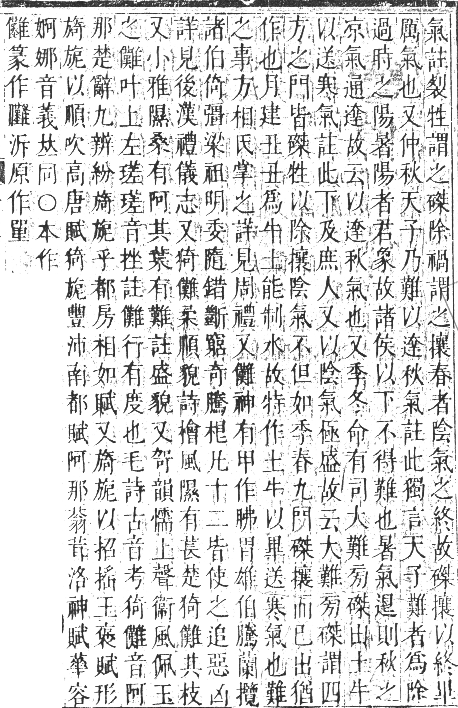 氣註裂牲謂之磔除禍謂之攘春者陰氣之終故磔攘以終畢
厲氣也又仲秋天子乃難以達秋氣註此獨言天子難者爲除
過時之陽暑陽者君象故諸侯以下不得難也暑氣退則秋之
凉氣通達故云以達秋氣也又季冬命有司大難旁磔出土牛
以送寒氣註此下及庶人又以陰氣極盛故云大難旁磔謂四
方之門皆磔牲以除攘陰氣不但如季春九門磔攘而已出猶
作也月建丑丑爲牛土能制水故特作土牛以畢送寒氣也難
之事方相氏掌之詳見周禮又儺神有甲作胇胃雄伯騰蘭攬
諸伯倚彊梁祖明委隨錯斷窮奇騰根凡十二皆使之追惡凶
詳見後漢禮儀志又猗儺柔順貌詩檜風隰有萇楚猗儺其枝
又小雅隰桑有阿其葉有難註盛貌又哿韻懦上聲衞風佩玉
之儺叶上左瑳瑳音挫註儺行有度也毛詩古音考猗儺音阿
那楚辭九辨紛旖旎乎都房相如賦又旖旎以招搖王褒賦形
旖旎以順吹高唐賦猗旎豐沛南都賦阿那蓊茸洛神賦華容
婀娜音義𠀤同○本作
難篆作𩁰泝原作單